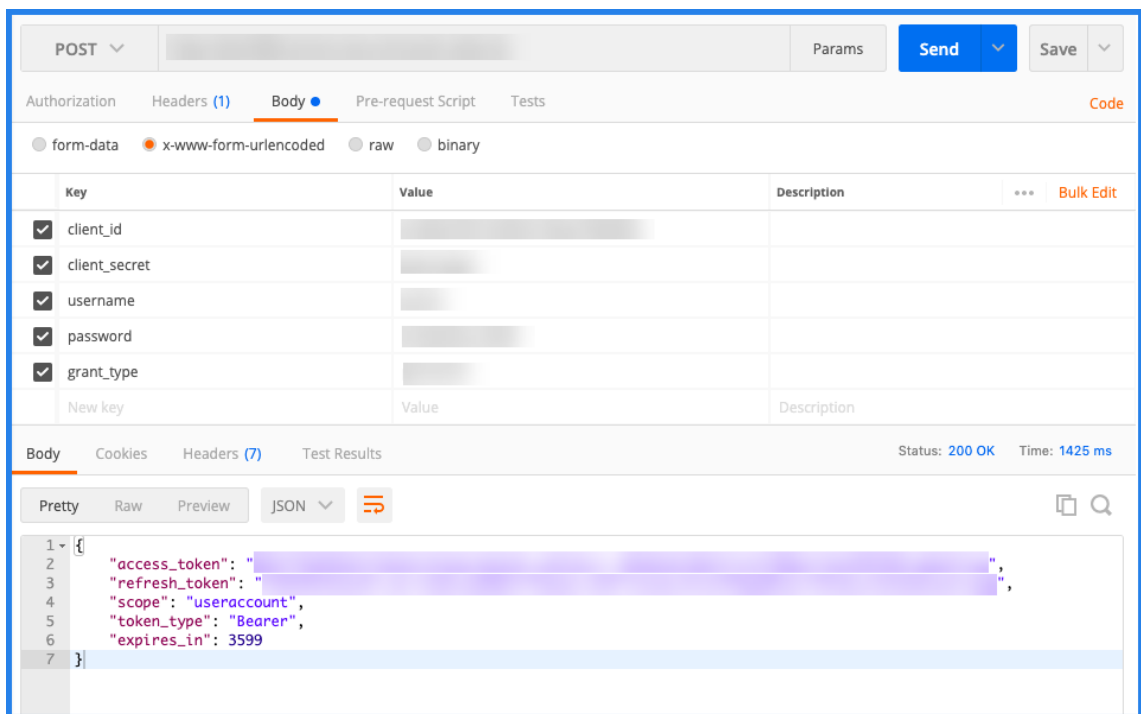 POST Params Send Save
Authorization Headers (1) Body Pre-request Script Tests Code
form-data x-www-form-urlencoded raw binary
Key Value Description ••• Bulk Edit
client_id
client_secret
username
password
grant_type
New key Value Description
Body Cookies Headers (7) Test Results Status: 200 OK Time: 1425 ms
Pretty Raw Preview JSON
1 {
2 "access_token": "",
3 "refresh_token": "",
4 "scope": "useraccount",
5 "token_type": "Bearer",
6 "expires_in": 3599
7 }